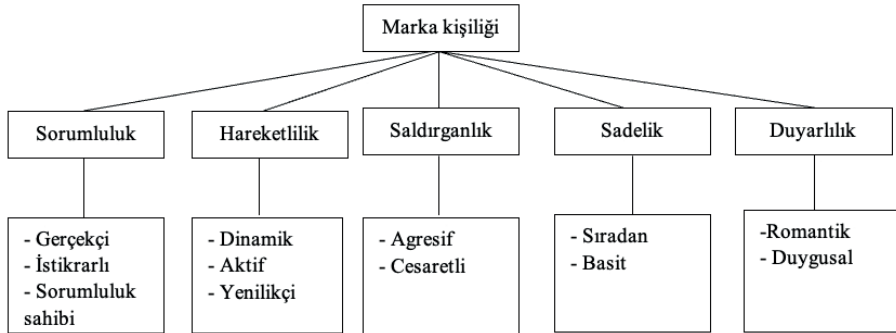 Marka kişiliği
Sorumluluk
Hareketlilik
Saldırganlık
Sadelik
Duyarlılık
- Gerçekçi
- İstikrarlı
- Sorumluluk
sahibi
- Dinamik
- Aktif
- Yenilikçi
- Agresif
- Cesaretli
- Sıradan
- Basit
-Romantik
- Duygusal